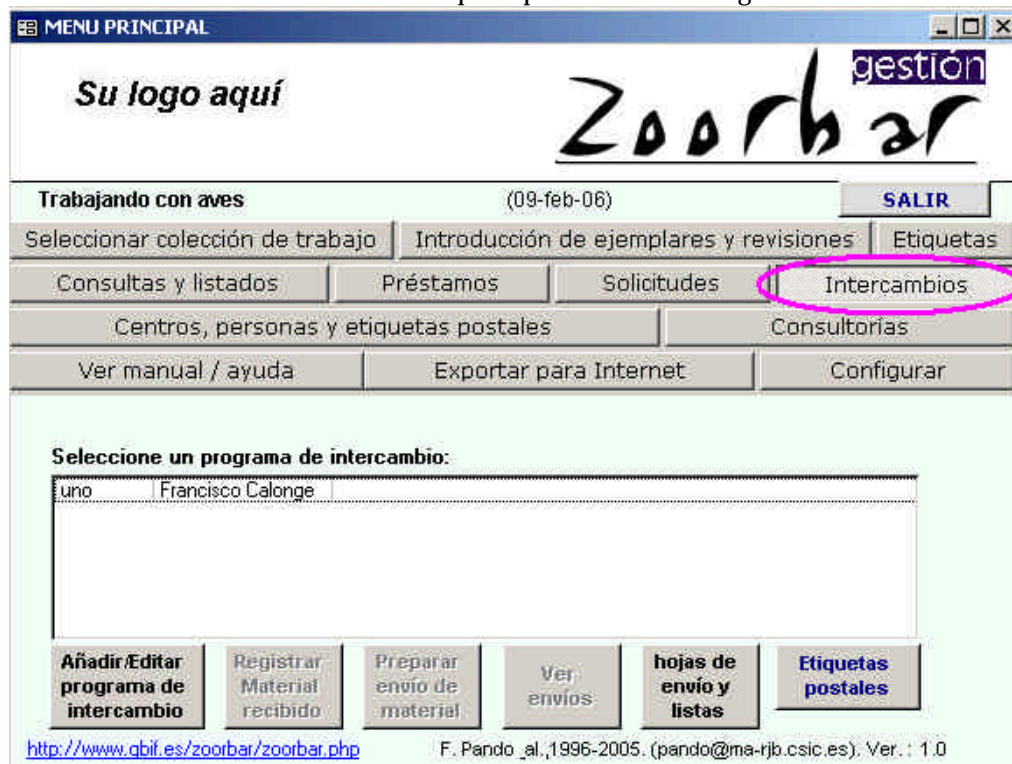 MENU PRINCIPAL
Su logo aquí
gestión
Zoorbar
Trabajando con aves (09-feb-06) SALIR
Seleccionar colección de trabajo Introducción de ejemplares y revisiones Etiquetas
Consultas y listados Préstamos Solicitudes Intercambios
Centros, personas y etiquetas postales Consultorías
Ver manual / ayuda Exportar para Internet Configurar
Seleccione un programa de intercambio:
uno Francisco Calonge
Añadir/Editar programa de intercambio
Registrar Material recibido
Preparar envío de material
Ver envíos
hojas de envío y listas
Etiquetas postales
http://www.gbif.es/zoorbar/zoorbar.php F. Pando _al.,1996-2005. (pando@ma-rjb.csic.es). Ver. : 1.0